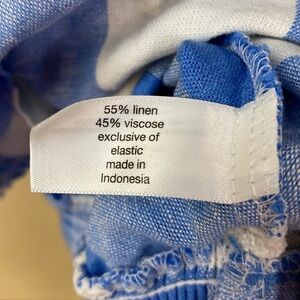 55% linen
45% viscose
exclusive of
elastic
made in
Indonesia